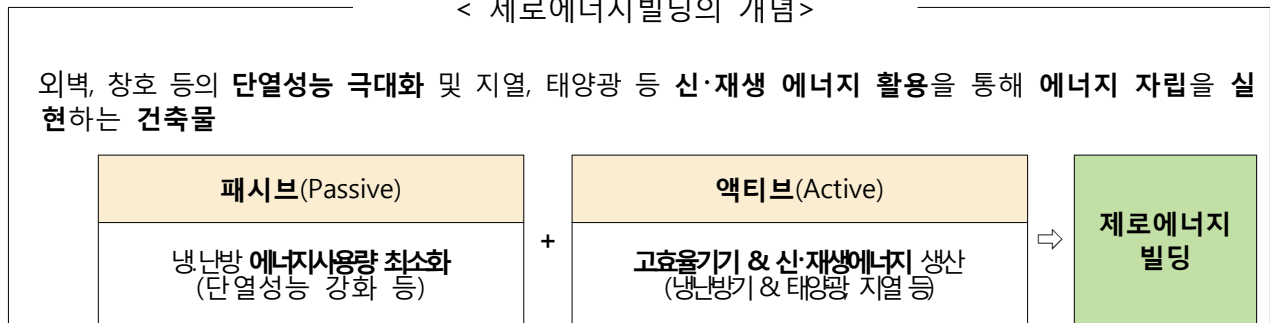 < 제로에너지빌딩의 개념>
외벽, 창호 등의 단열성능 극대화 및 지열, 태양광 등 신·재생 에너지 활용을 통해 에너지 자립을 실
현하는 건축물
패시브(Passive)
냉·난방 에너지사용량 최소화
(단열성능 강화 등)
+
액티브(Active)
고효율기기 & 신·재생에너지 생산
(냉난방기 & 태양광, 지열 등)
⇨
제로에너지
빌딩